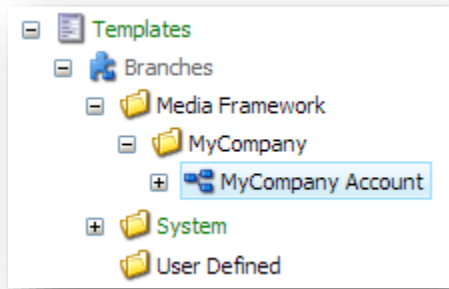 Templates
Branches
Media Framework
MyCompany
MyCompany Account
System
User Defined